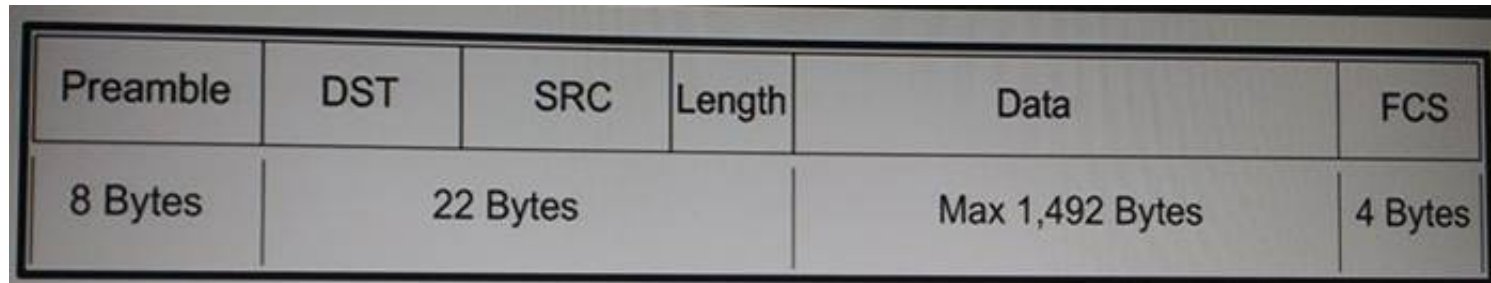 Preamble DST SRC Length Data FCS
8 Bytes 22 Bytes Max 1,492 Bytes 4 Bytes